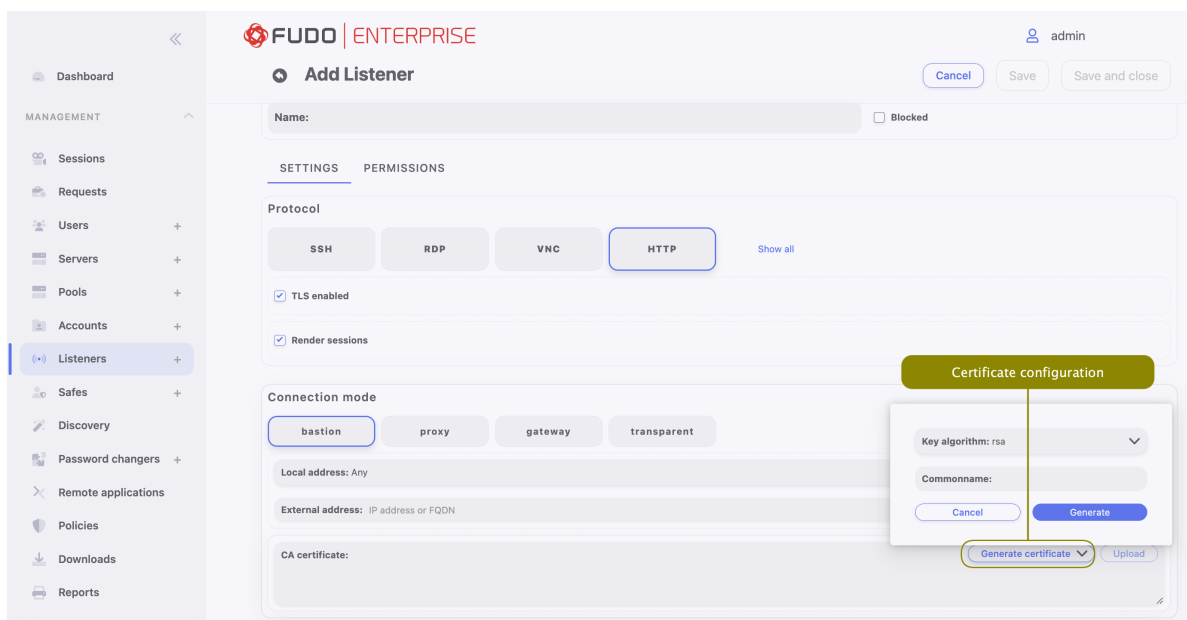 FUDO ENTERPRISE
admin
Add Listener
Cancel
Save
Save and close
Dashboard
MANAGEMENT
Sessions
Requests
Users +
Servers +
Pools +
Accounts +
Listeners +
Safes +
Discovery
Password changers +
Remote applications
Policies
Downloads
Reports
Name:
Blocked
SETTINGS
PERMISSIONS
Protocol
SSH
RDP
VNC
HTTP
Show all
TLS enabled
Render sessions
Connection mode
bastion
proxy
gateway
transparent
Local address: Any
External address: IP address or FQDN
CA certificate:
Generate certificate
Upload
Certificate configuration
Key algorithm: rsa
Commonname:
Cancel
Generate